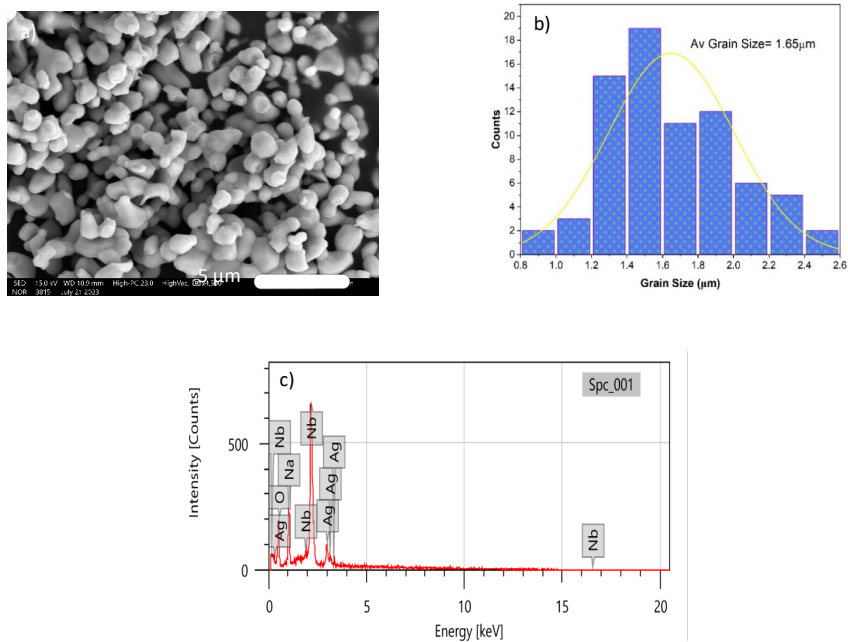 a)
5 μm
SED 15.0 kV WD 10.9 mm High-PC 23.0 HighVac.
NOR 3815 July 21 2023
b)
Av Grain Size= 1.65μm
Counts
20
18
16
14
12
10
8
6
4
2
0
0.8 1.0 1.2 1.4 1.6 1.8 2.0 2.2 2.4 2.6
Grain Size (μm)
c)
Spc_001
Intensity [Counts]
500
0
Nb
O
Ag
Na
Nb
Nb
Ag
Ag
Ag
Nb
0 5 10 15 20
Energy [keV]